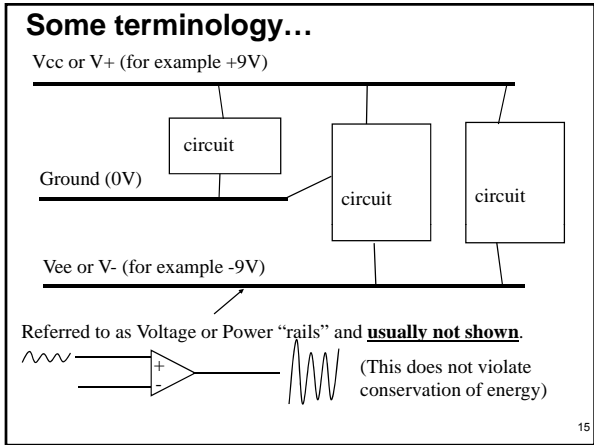 Some terminology…
Vcc or V+ (for example +9V)
circuit
Ground (0V)
circuit
circuit
Vee or V- (for example -9V)
Referred to as Voltage or Power “rails” and usually not shown.
+
-
(This does not violate
conservation of energy)
15